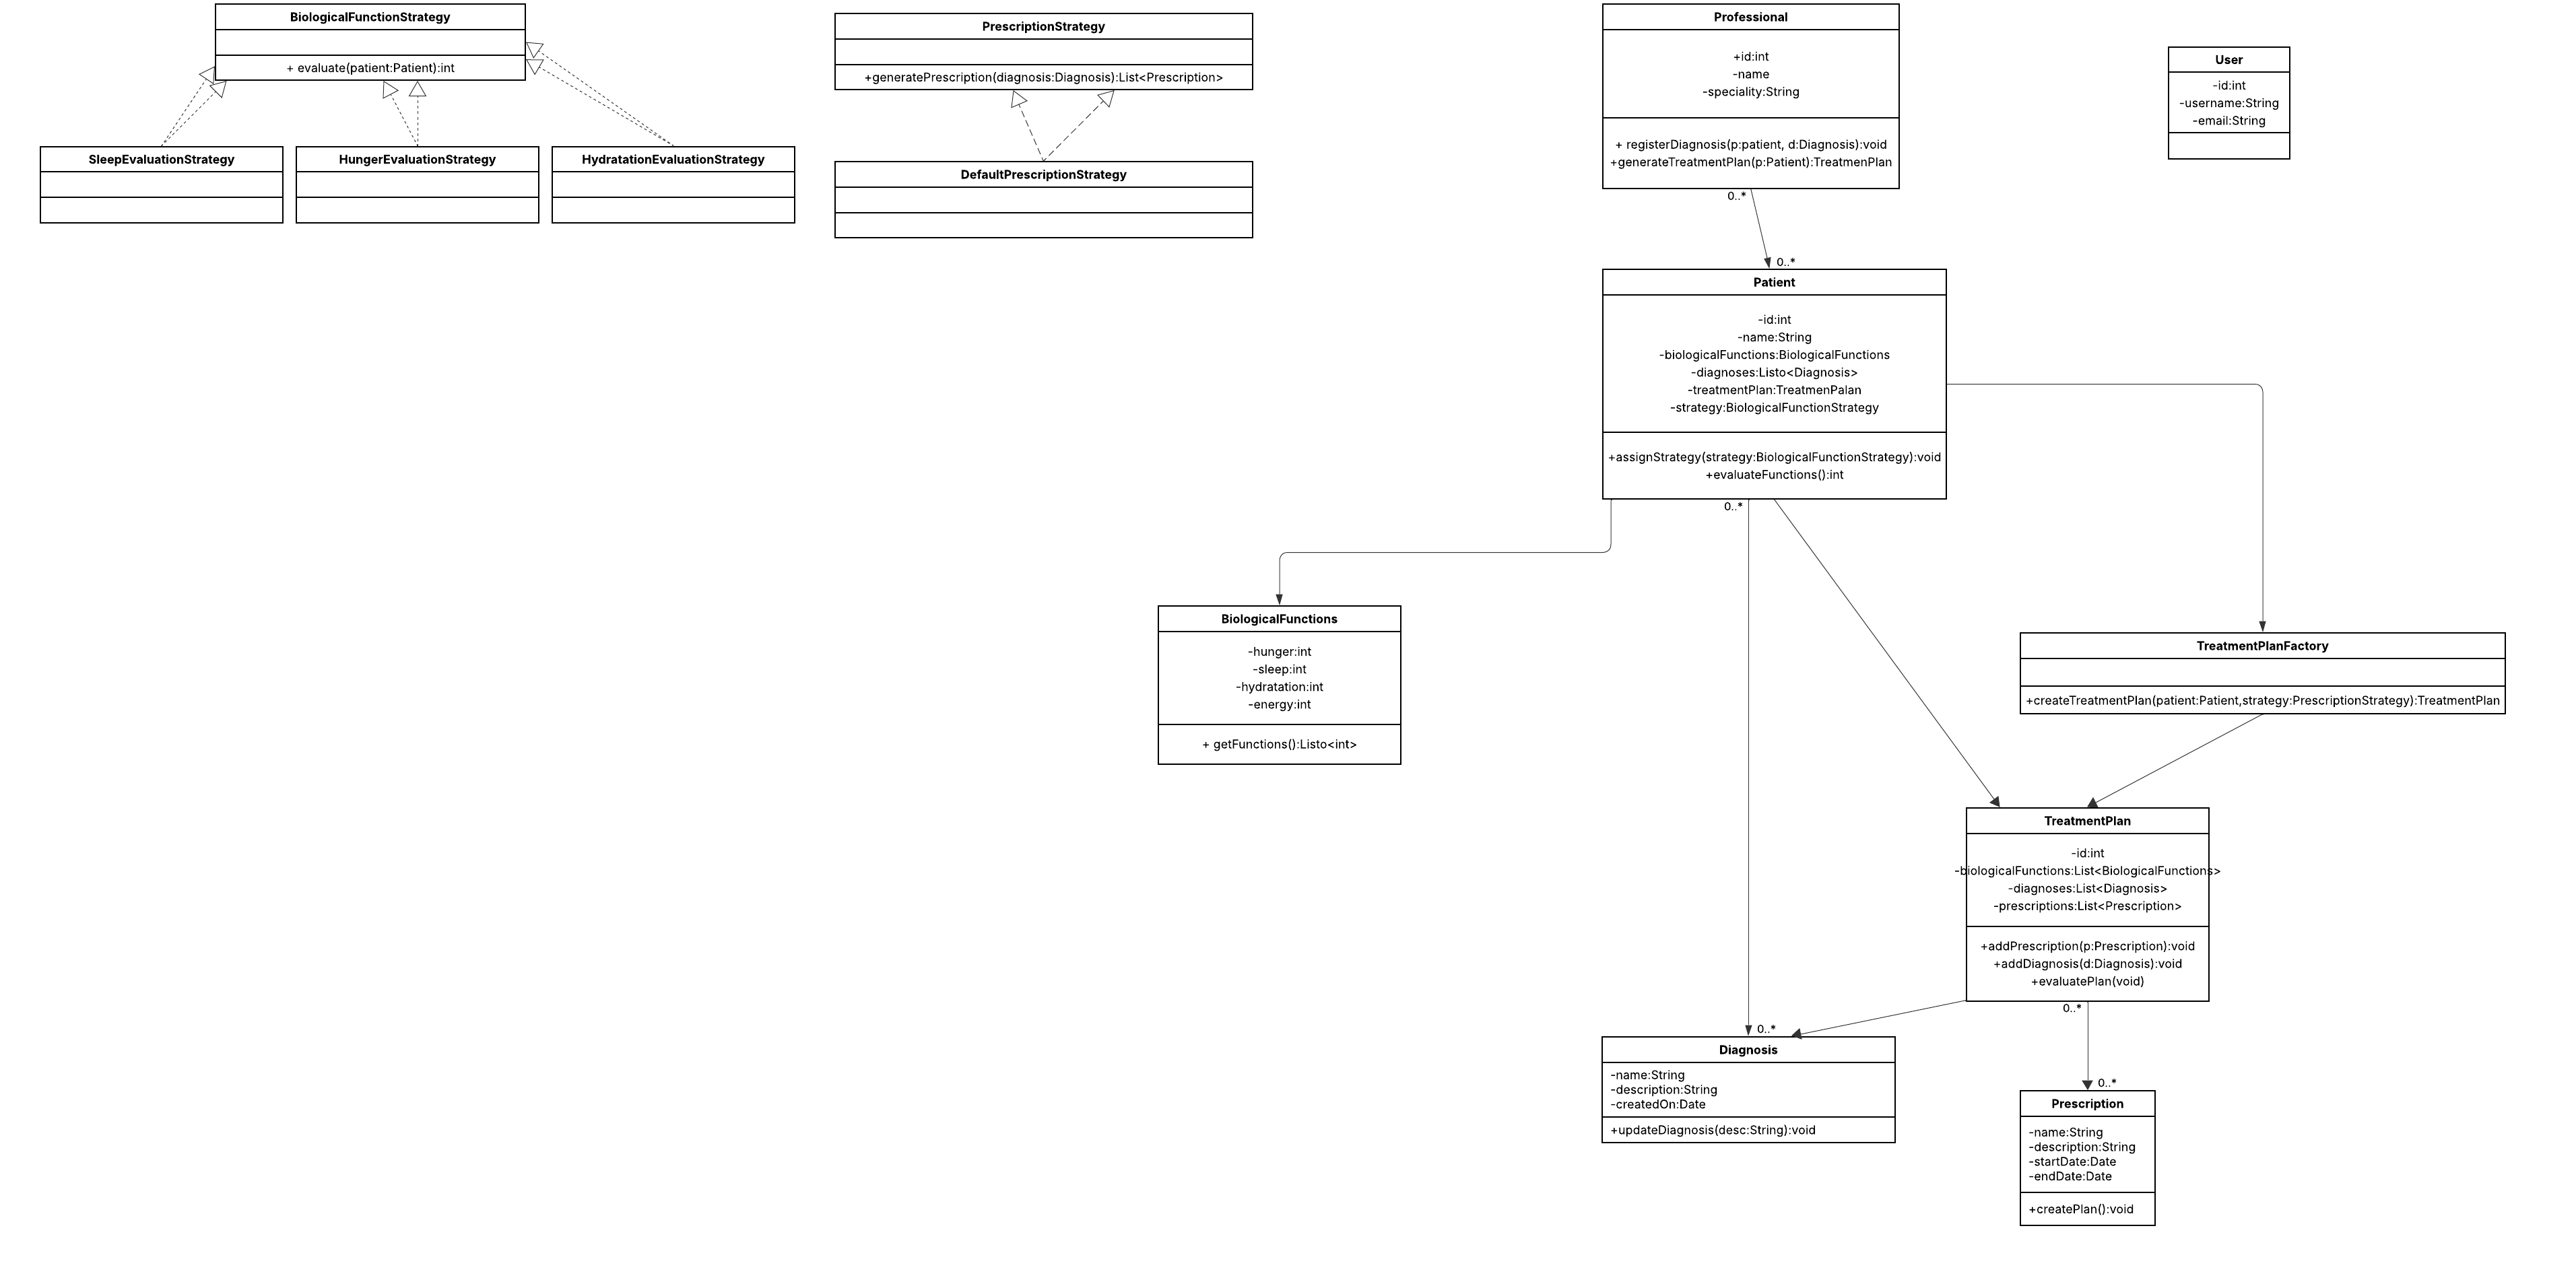 BiologicalFunctionStrategy
+ evaluate(patient:Patient):int
SleepEvaluationStrategy
HungerEvaluationStrategy
HydratationEvaluationStrategy
PrescriptionStrategy
+generatePrescription(diagnosis:Diagnosis):List<Prescription>
DefaultPrescriptionStrategy
Professional
+id:int
-name
-speciality:String
+ registerDiagnosis(p:patient, d:Diagnosis):void
+generateTreatmentPlan(p:Patient):TreatmenPlan
0..*
0..*
User
-id:int
-username:String
-email:String
Patient
-id:int
-name:String
-biologicalFunctions:BiologicalFunctions
-diagnoses:Listo<Diagnosis>
-treatmentPlan:TreatmenPalan
-strategy:BiologicalFunctionStrategy
+assignStrategy(strategy:BiologicalFunctionStrategy):void
+evaluateFunctions():int
0..*
BiologicalFunctions
-hunger:int
-sleep:int
-hydratation:int
-energy:int
+ getFunctions():Listo<int>
TreatmentPlanFactory
+createTreatmentPlan(patient:Patient,strategy:PrescriptionStrategy):TreatmentPlan
TreatmentPlan
-id:int
-biologicalFunctions:List<BiologicalFunctions>
-diagnoses:List<Diagnosis>
-prescriptions:List<Prescription>
+addPrescription(p:Prescription):void
+addDiagnosis(d:Diagnosis):void
+evaluatePlan(void)
0..*
0..*
Diagnosis
-name:String
-description:String
-createdOn:Date
+updateDiagnosis(desc:String):void
0..*
Prescription
-name:String
-description:String
-startDate:Date
-endDate:Date
+createPlan():void